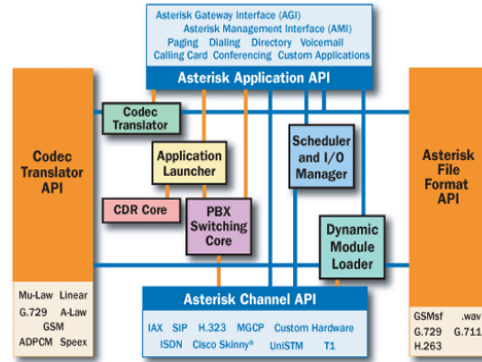 Asterisk Gateway Interface (AGI)
Asterisk Management Interface (AMI)
Paging Dialing Directory Voicemail
Calling Card Conferencing Custom Applications
Asterisk Application API
Codec
Translator
API
Mu-Law Linear
G.729 A-Law
GSM
ADPCM Speex
Codec
Translator
Application
Launcher
CDR Core
PBX
Switching
Core
Scheduler
and I/O
Manager
Dynamic
Module
Loader
Asterisk
File
Format
API
GSMsf .wav
G.729 G.711
H.263
Asterisk Channel API
IAX SIP H.323 MGCP Custom Hardware
ISDN Cisco Skinny® UniSTM T1